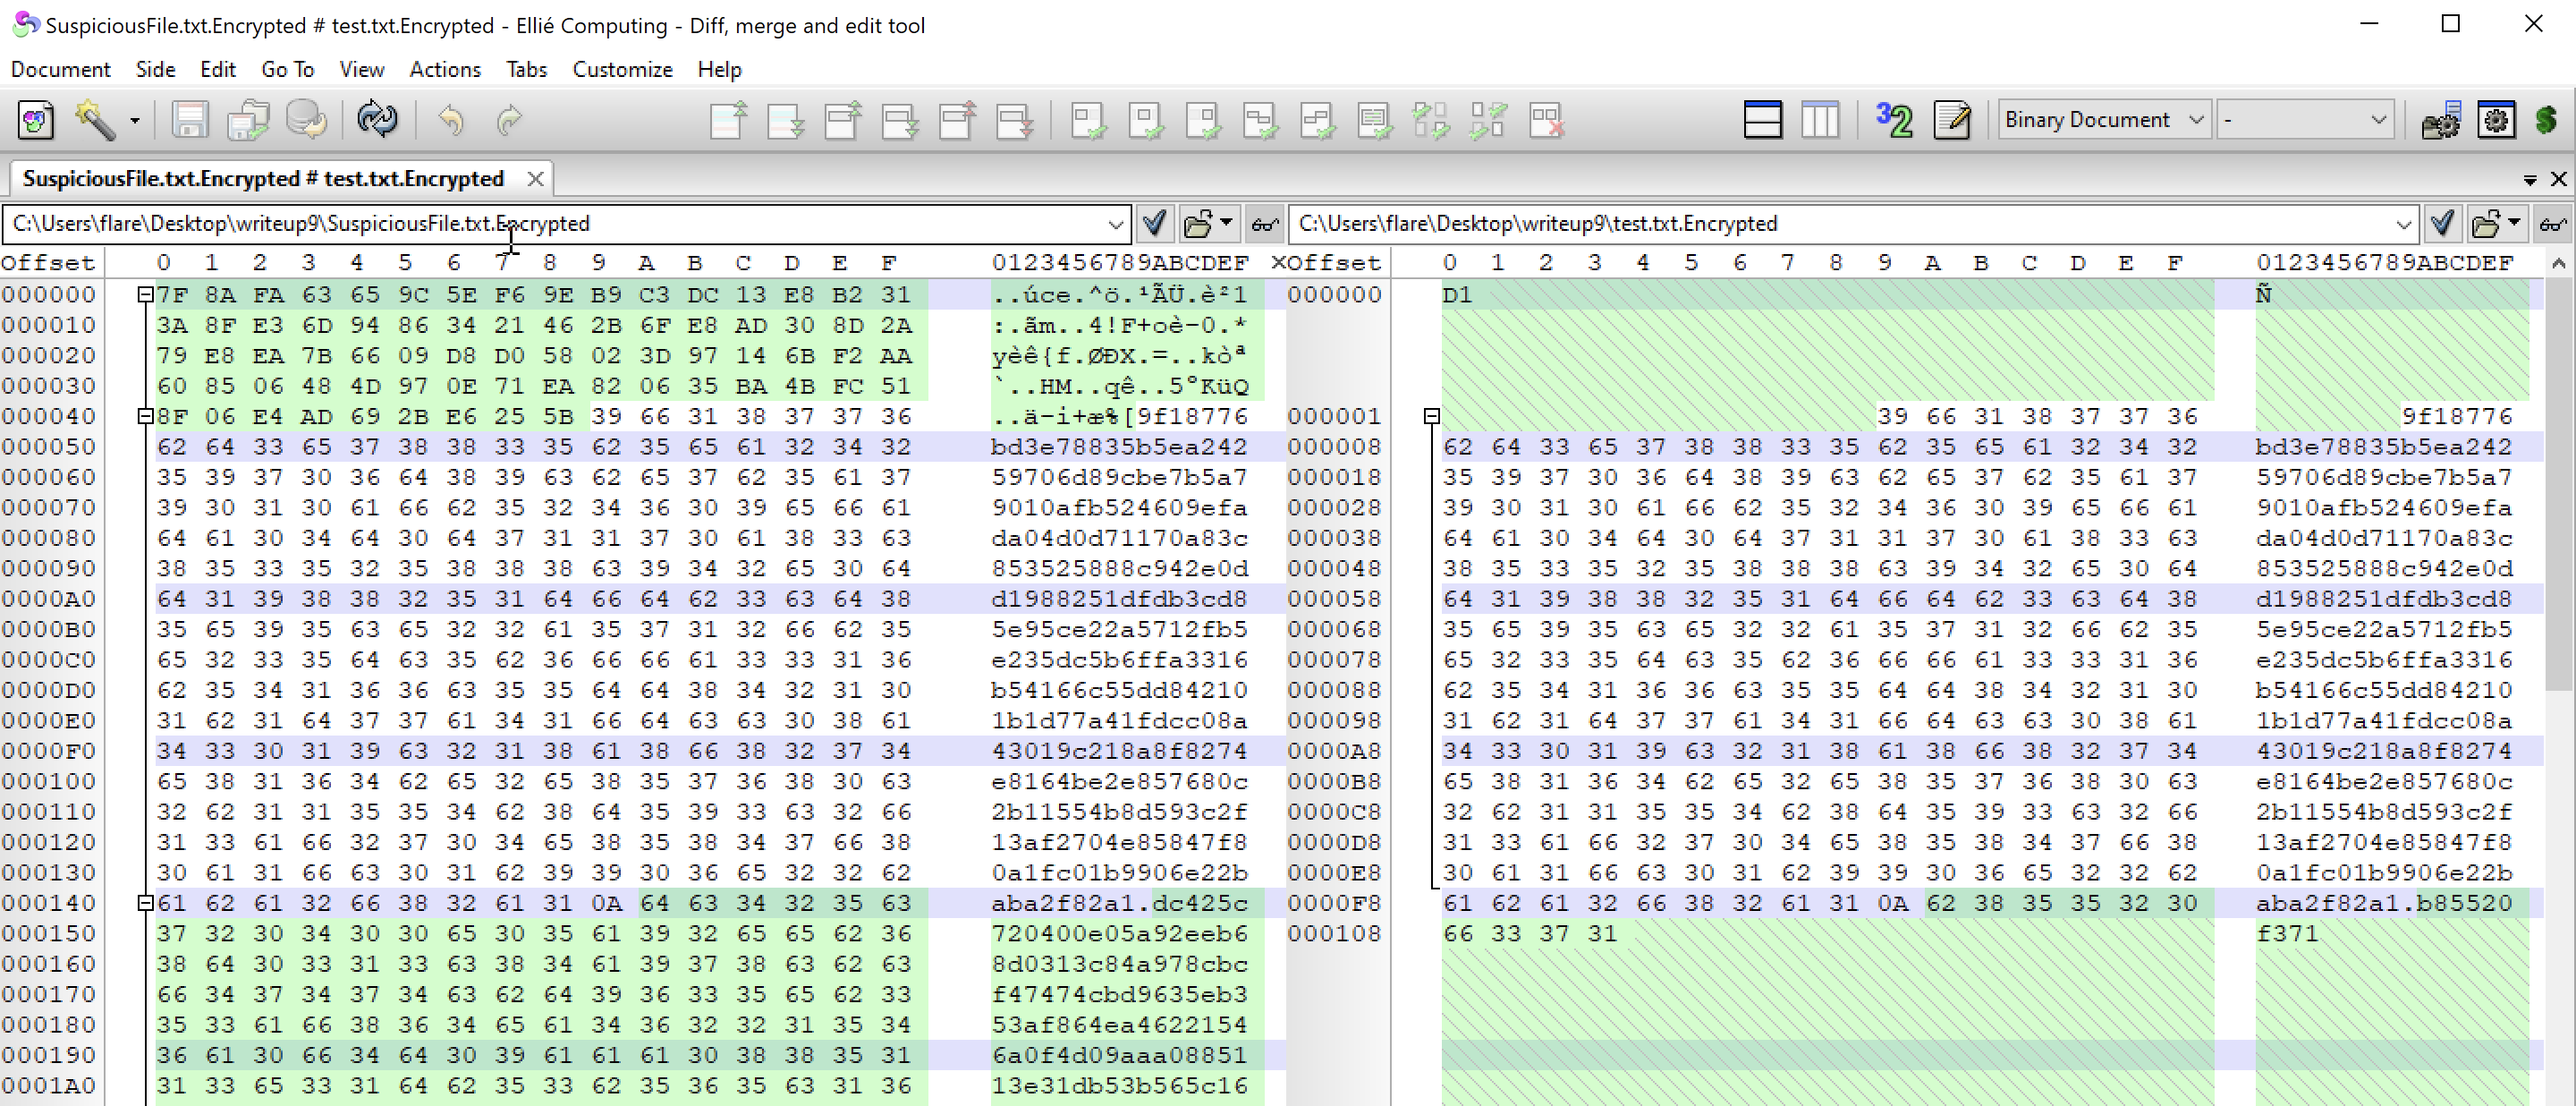 SuspiciousFile.txt.Encrypted # test.txt.Encrypted - Ellié Computing - Diff, merge and edit tool
Document Side Edit Go To View Actions Tabs Customize Help
32 Binary Document - $
SuspiciousFile.txt.Encrypted # test.txt.Encrypted
C:\Users\flare\Desktop\writeup9\SuspiciousFile.txt.Encrypted C:\Users\flare\Desktop\writeup9\test.txt.Encrypted
Offset 0 1 2 3 4 5 6 7 8 9 A B C D E F 0123456789ABCDEF Offset 0 1 2 3 4 5 6 7 8 9 A B C D E F 0123456789ABCDEF
000000 7F 8A FA 63 65 9C 5E F6 9E B9 C3 DC 13 E8 B2 31 ..úce.^ö.¹ÃÜ.è²1 000000 D1 Ñ
000010 3A 8F E3 6D 94 86 34 21 46 2B 6F E8 AD 30 8D 2A :.ãm..4!F+oè-0.*
000020 79 E8 EA 7B 66 09 D8 D0 58 02 3D 97 14 6B F2 AA yèê{f.ØÐX.=..kòª
000030 60 85 06 48 4D 97 0E 71 EA 82 06 35 BA 4B FC 51 `..HM..qê..5ºKüQ
000040 8F 06 E4 AD 69 2B E6 25 5B 39 66 31 38 37 37 36 ..ä-i+æ%[9f18776 000001 39 66 31 38 37 37 36 9f18776
000050 62 64 33 65 37 38 38 33 35 62 35 65 61 32 34 32 bd3e78835b5ea242 000008 62 64 33 65 37 38 38 33 35 62 35 65 61 32 34 32 bd3e78835b5ea242
000060 35 39 37 30 36 64 38 39 63 62 65 37 62 35 61 37 59706d89cbe7b5a7 000018 35 39 37 30 36 64 38 39 63 62 65 37 62 35 61 37 59706d89cbe7b5a7
000070 39 30 31 30 61 66 62 35 32 34 36 30 39 65 66 61 9010afb524609efa 000028 39 30 31 30 61 66 62 35 32 34 36 30 39 65 66 61 9010afb524609efa
000080 64 61 30 34 64 30 64 37 31 31 37 30 61 38 33 63 da04d0d71170a83c 000038 64 61 30 34 64 30 64 37 31 31 37 30 61 38 33 63 da04d0d71170a83c
000090 38 35 33 35 32 35 38 38 38 63 39 34 32 65 30 64 853525888c942e0d 000048 38 35 33 35 32 35 38 38 38 63 39 34 32 65 30 64 853525888c942e0d
0000A0 64 31 39 38 38 32 35 31 64 66 64 62 33 63 64 38 d1988251dfdb3cd8 000058 64 31 39 38 38 32 35 31 64 66 64 62 33 63 64 38 d1988251dfdb3cd8
0000B0 35 65 39 35 63 65 32 32 61 35 37 31 32 66 62 35 5e95ce22a5712fb5 000068 35 65 39 35 63 65 32 32 61 35 37 31 32 66 62 35 5e95ce22a5712fb5
0000C0 65 32 33 35 64 63 35 62 36 66 66 61 33 33 31 36 e235dc5b6ffa3316 000078 65 32 33 35 64 63 35 62 36 66 66 61 33 33 31 36 e235dc5b6ffa3316
0000D0 62 35 34 31 36 36 63 35 35 64 64 38 34 32 31 30 b54166c55dd84210 000088 62 35 34 31 36 36 63 35 35 64 64 38 34 32 31 30 b54166c55dd84210
0000E0 31 62 31 64 37 37 61 34 31 66 64 63 63 30 38 61 1b1d77a41fdcc08a 000098 31 62 31 64 37 37 61 34 31 66 64 63 63 30 38 61 1b1d77a41fdcc08a
0000F0 34 33 30 31 39 63 32 31 38 61 38 66 38 32 37 34 43019c218a8f8274 0000A8 34 33 30 31 39 63 32 31 38 61 38 66 38 32 37 34 43019c218a8f8274
000100 65 38 31 36 34 62 65 32 65 38 35 37 36 38 30 63 e8164be2e857680c 0000B8 65 38 31 36 34 62 65 32 65 38 35 37 36 38 30 63 e8164be2e857680c
000110 32 62 31 31 35 35 34 62 38 64 35 39 33 63 32 66 2b11554b8d593c2f 0000C8 32 62 31 31 35 35 34 62 38 64 35 39 33 63 32 66 2b11554b8d593c2f
000120 31 33 61 66 32 37 30 34 65 38 35 38 34 37 66 38 13af2704e85847f8 0000D8 31 33 61 66 32 37 30 34 65 38 35 38 34 37 66 38 13af2704e85847f8
000130 30 61 31 66 63 30 31 62 39 39 30 36 65 32 32 62 0a1fc01b9906e22b 0000E8 30 61 31 66 63 30 31 62 39 39 30 36 65 32 32 62 0a1fc01b9906e22b
000140 61 62 61 32 66 38 32 61 31 0A 64 63 34 32 35 63 aba2f82a1.dc425c 0000F8 61 62 61 32 66 38 32 61 31 0A 62 38 35 35 32 30 aba2f82a1.b85520
000150 37 32 30 34 30 30 65 30 35 61 39 32 65 65 62 36 720400e05a92eeb6 000108 66 33 37 31 f371
000160 38 64 30 33 31 33 63 38 34 61 39 37 38 63 62 63 8d0313c84a978cbc
000170 66 34 37 34 37 34 63 62 64 39 36 33 35 65 62 33 f47474cbd9635eb3
000180 35 33 61 66 38 36 34 65 61 34 36 32 32 31 35 34 53af864ea4622154
000190 36 61 30 66 34 64 30 39 61 61 61 30 38 38 35 31 6a0f4d09aaa08851
0001A0 31 33 65 33 31 64 62 35 33 62 35 36 35 63 31 36 13e31db53b565c16